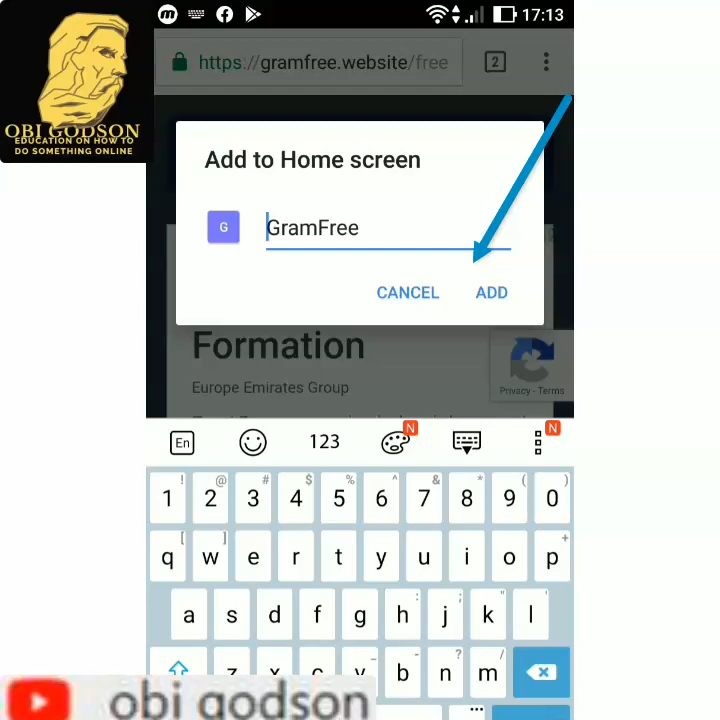 17:13
https://gramfree.website/free
2
OBI GODSON
EDUCATION ON HOW TO
DO SOMETHING ONLINE
Add to Home screen
G
GramFree
CANCEL ADD
Formation
Europe Emirates Group
Privacy - Terms
En 123 N N
! @ # $ % ^ & * ( )
1 2 3 4 5 6 7 8 9 0
[ ] +
q w e r t y u i o p
: ; " '
a s d f g h j k l
_ - ? /
z x c v b n m
obi godson